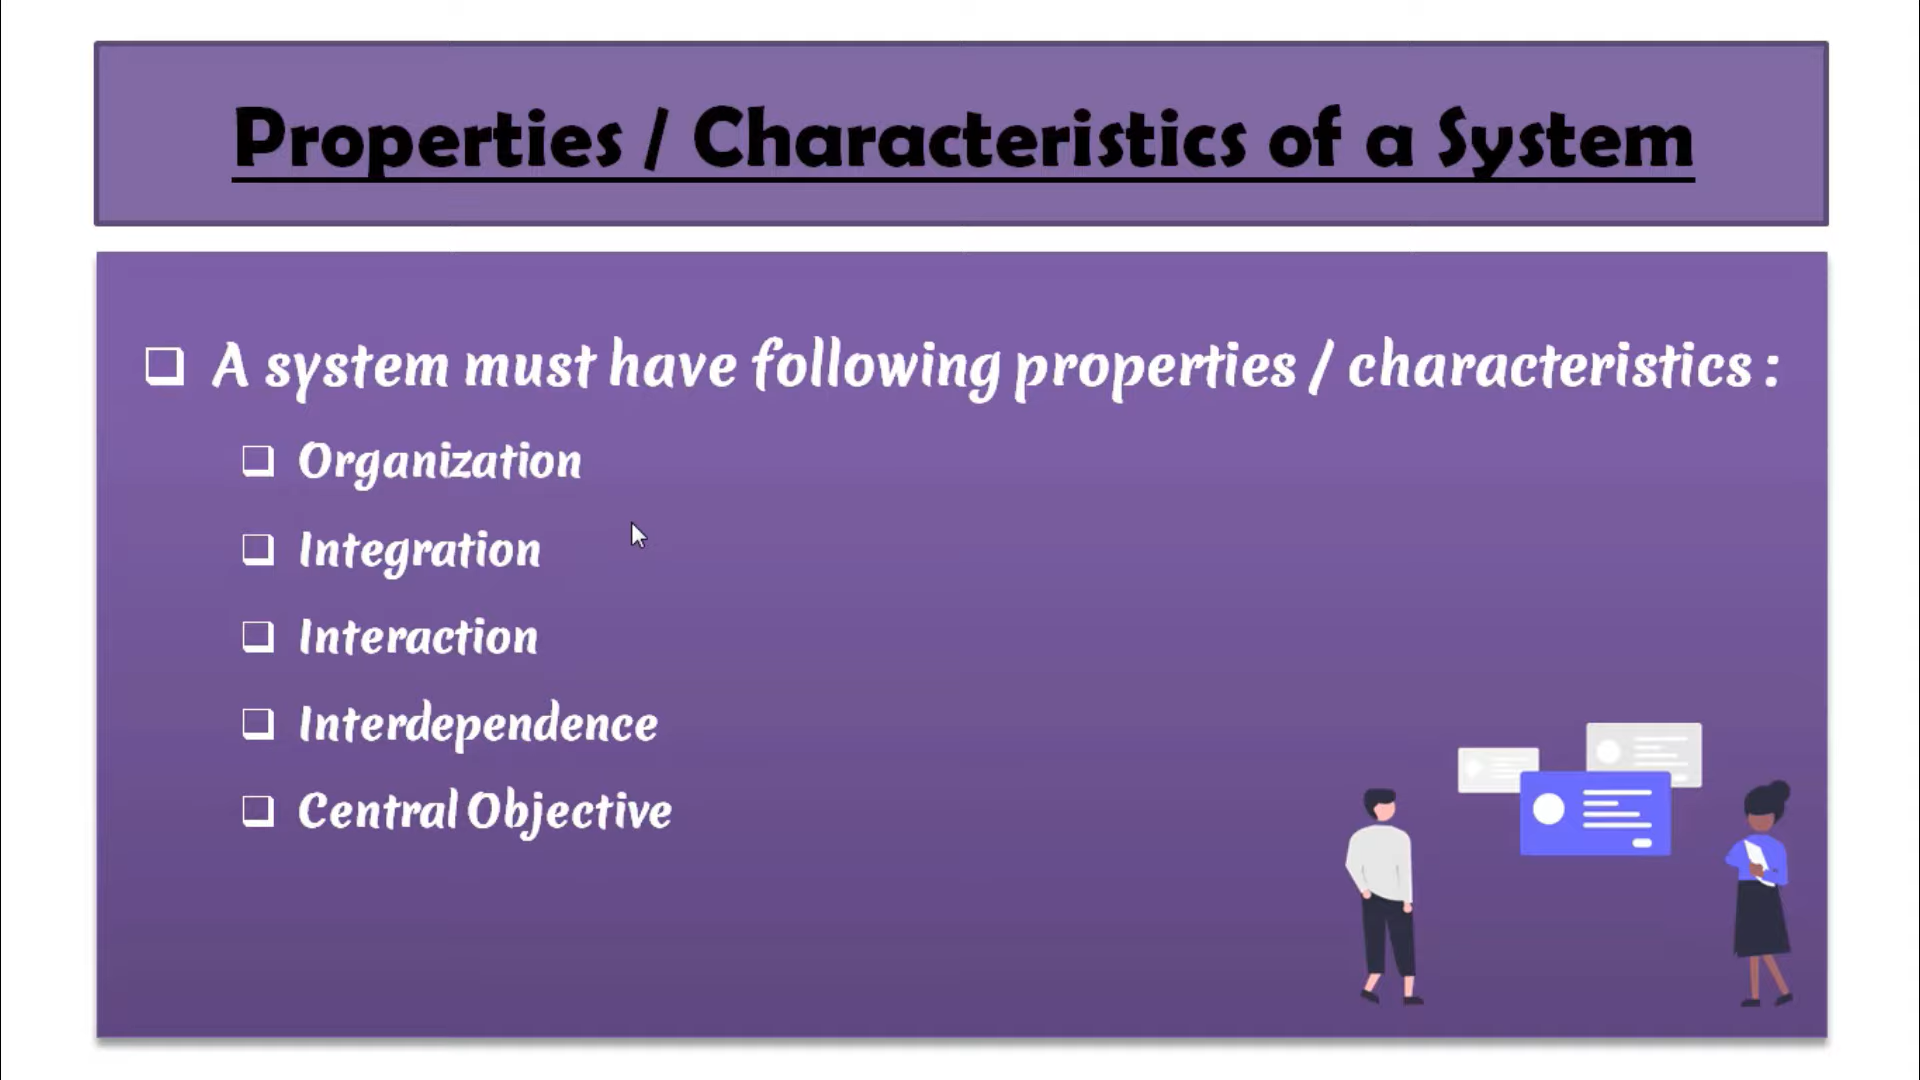 Properties / Characteristics of a System
A system must have following properties / characteristics :
Organization
Integration
Interaction
Interdependence
Central Objective